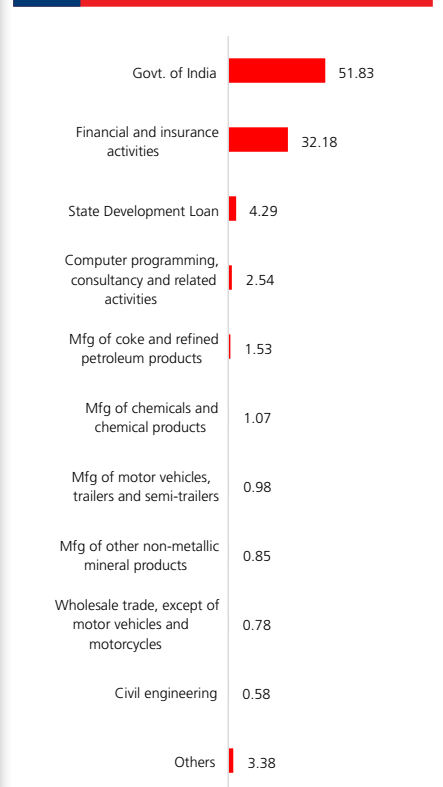 Govt. of India 51.83
Financial and insurance
activities
32.18
State Development Loan 4.29
Computer programming,
consultancy and related
activities
2.54
Mfg of coke and refined
petroleum products
1.53
Mfg of chemicals and
chemical products
1.07
Mfg of motor vehicles,
trailers and semi-trailers
0.98
Mfg of other non-metallic
mineral products
0.85
Wholesale trade, except of
motor vehicles and
motorcycles
0.78
Civil engineering 0.58
Others 3.38